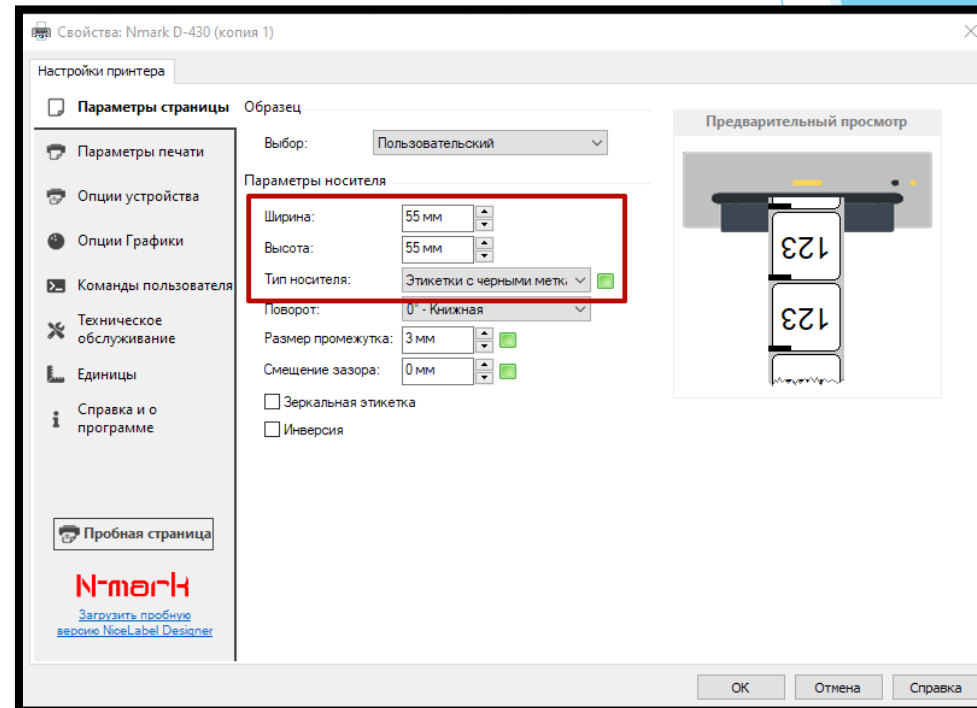 Свойства: Nmark D-430 (копия 1)
Настройки принтера
Параметры страницы
Параметры печати
Опции устройства
Опции Графики
Команды пользователя
Техническое
обслуживание
Единицы
Справка и о
программе
Пробная страница
N-mark
Загрузить пробную
версию NiceLabel Designer
Образец
Выбор: Пользовательский
Параметры носителя
Ширина: 55 мм
Высота: 55 мм
Тип носителя: Этикетки с черными метк
Поворот: 0° - Книжная
Размер промежутка: 3 мм
Смещение зазора: 0 мм
Зеркальная этикетка
Инверсия
Предварительный просмотр
123
123
ОК Отмена Справка